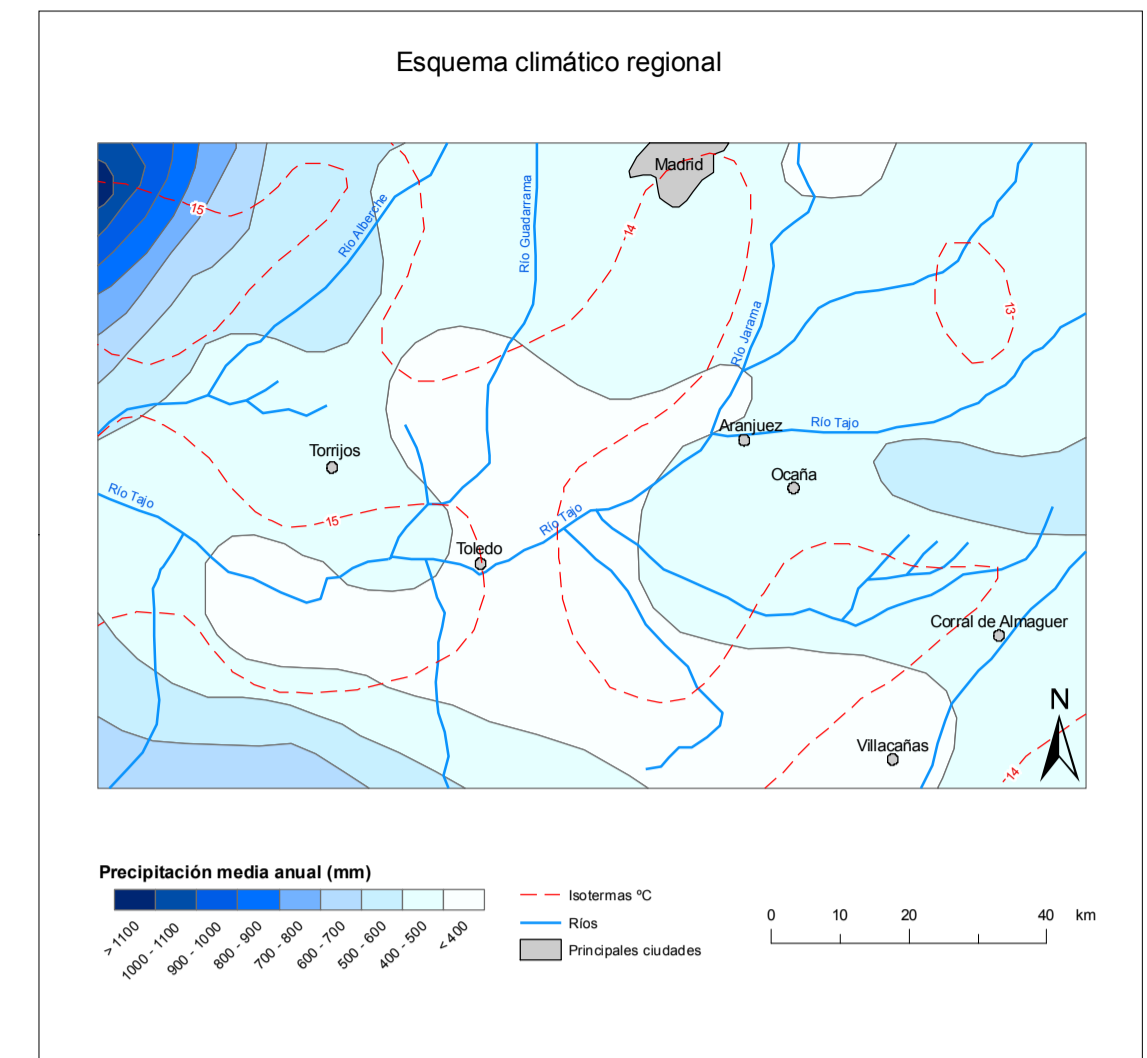 Esquema climático regional
Madrid
15
Río Alberche
Río Guadarrama
14
13
Río Jarama
Aranjuez
Río Tajo
Torrijos
Ocaña
Río Tajo
15
Río Tajo
Toledo
Corral de Almaguer
N
Villacañas
14
Precipitación media anual (mm)
> 1100
1000 - 1100
900 - 1000
800 - 900
700 - 800
600 - 700
500 - 600
400 - 500
< 400
Isotermas ºC
Ríos
Principales ciudades
0 10 20 40 km